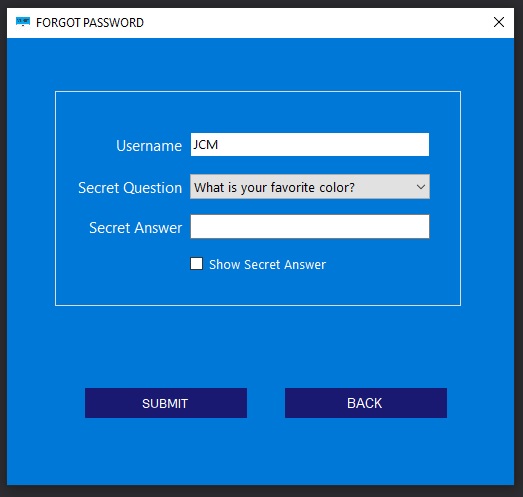 FORGOT PASSWORD
Username JCM
Secret Question What is your favorite color?
Secret Answer
Show Secret Answer
SUBMIT BACK